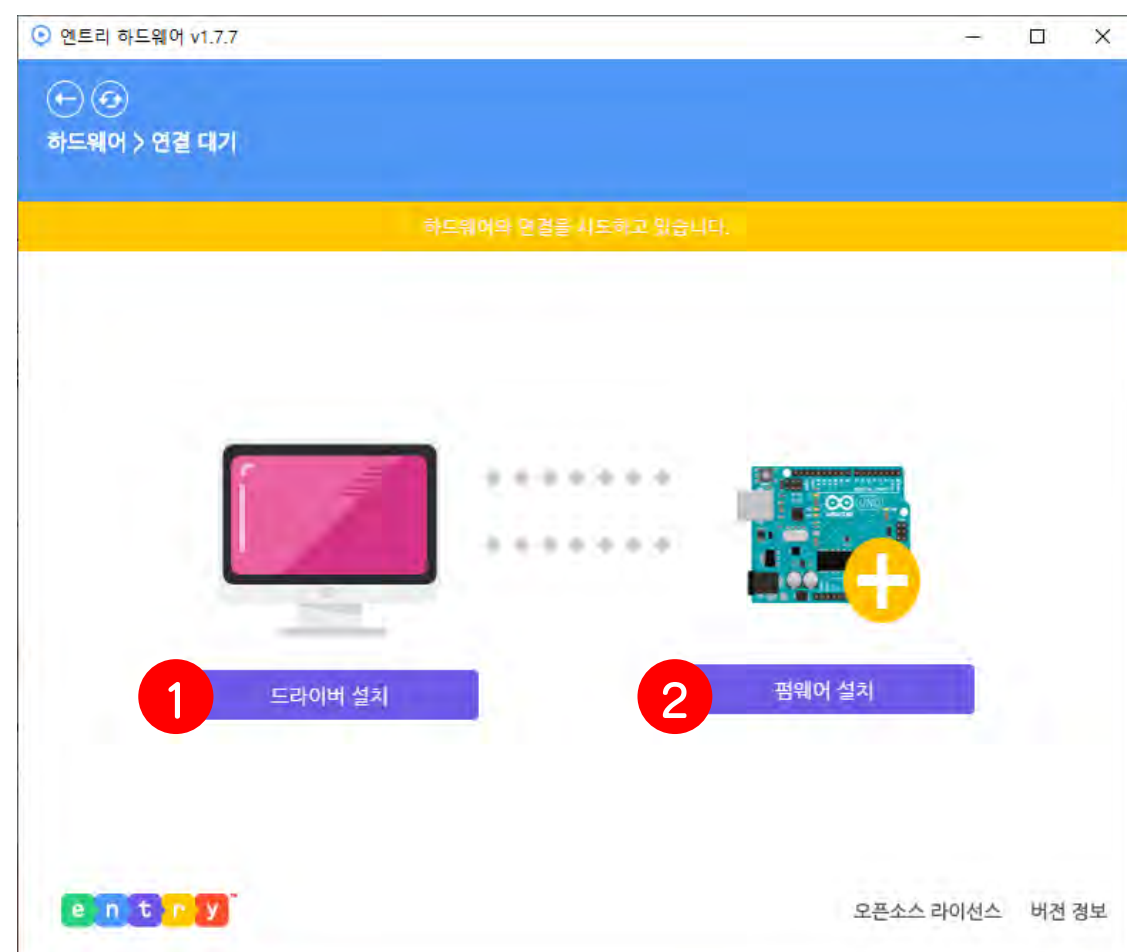 엔트리 하드웨어 v1.7.7
하드웨어 > 연결 대기
하드웨어와 연결을 시도하고 있습니다.
UNO
1 드라이버 설치
2 펌웨어 설치
entry
오픈소스 라이선스 버전 정보